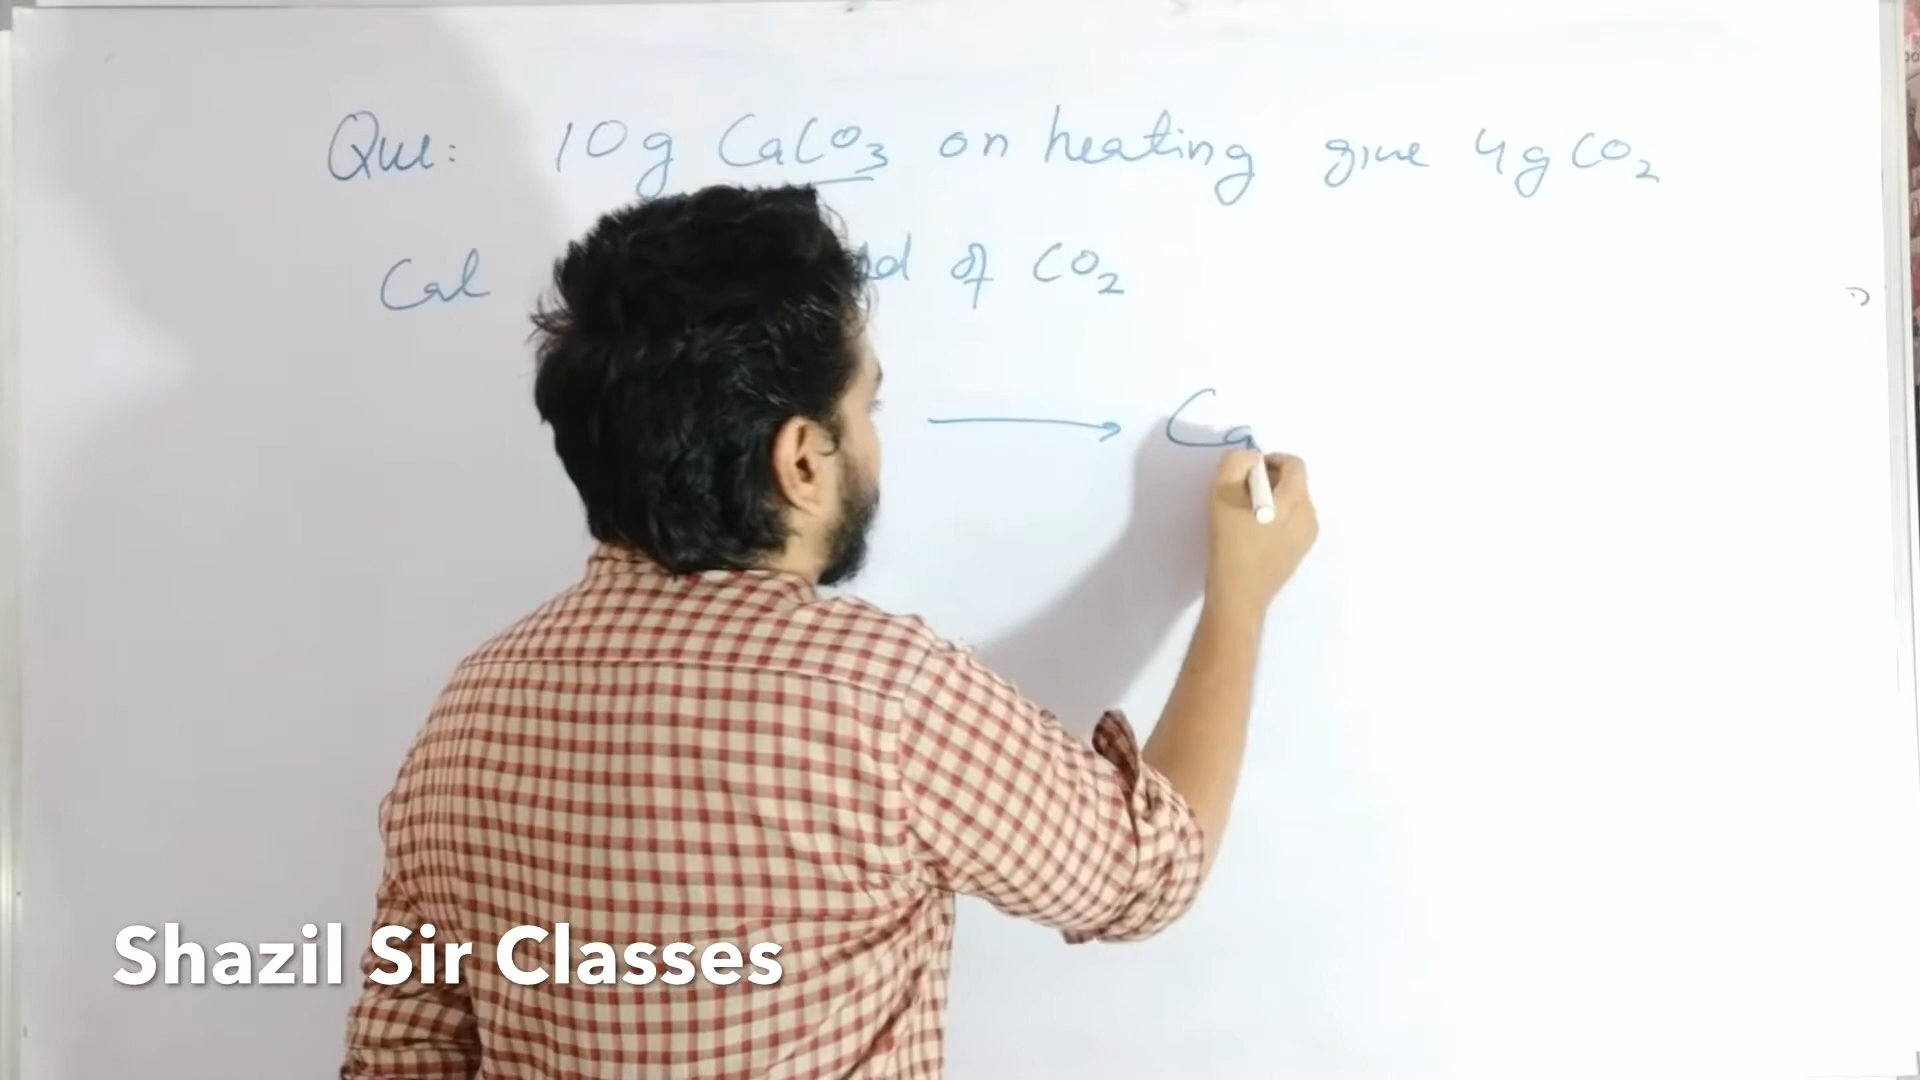 Que: 10g CaCO3 on heating give 4g CO2
Cal of CO2
→ Ca
Shazil Sir Classes